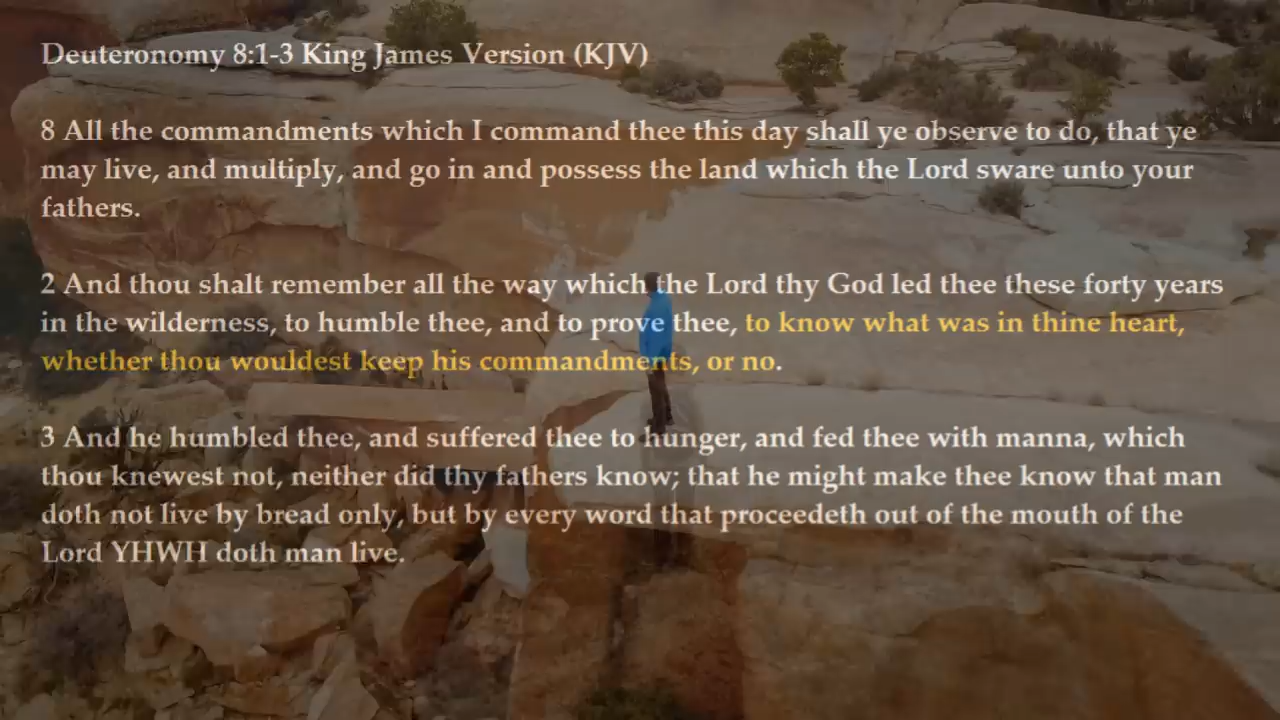 Deuteronomy 8:1-3 King James Version (KJV)
8 All the commandments which I command thee this day shall ye observe to do, that ye
may live, and multiply, and go in and possess the land which the Lord sware unto your
fathers.
2 And thou shalt remember all the way which the Lord thy God led thee these forty years
in the wilderness, to humble thee, and to prove thee, to know what was in thine heart,
whether thou wouldest keep his commandments, or no.
3 And he humbled thee, and suffered thee to hunger, and fed thee with manna, which
thou knewest not, neither did thy fathers know; that he might make thee know that man
doth not live by bread only, but by every word that proceedeth out of the mouth of the
Lord YHWH doth man live.